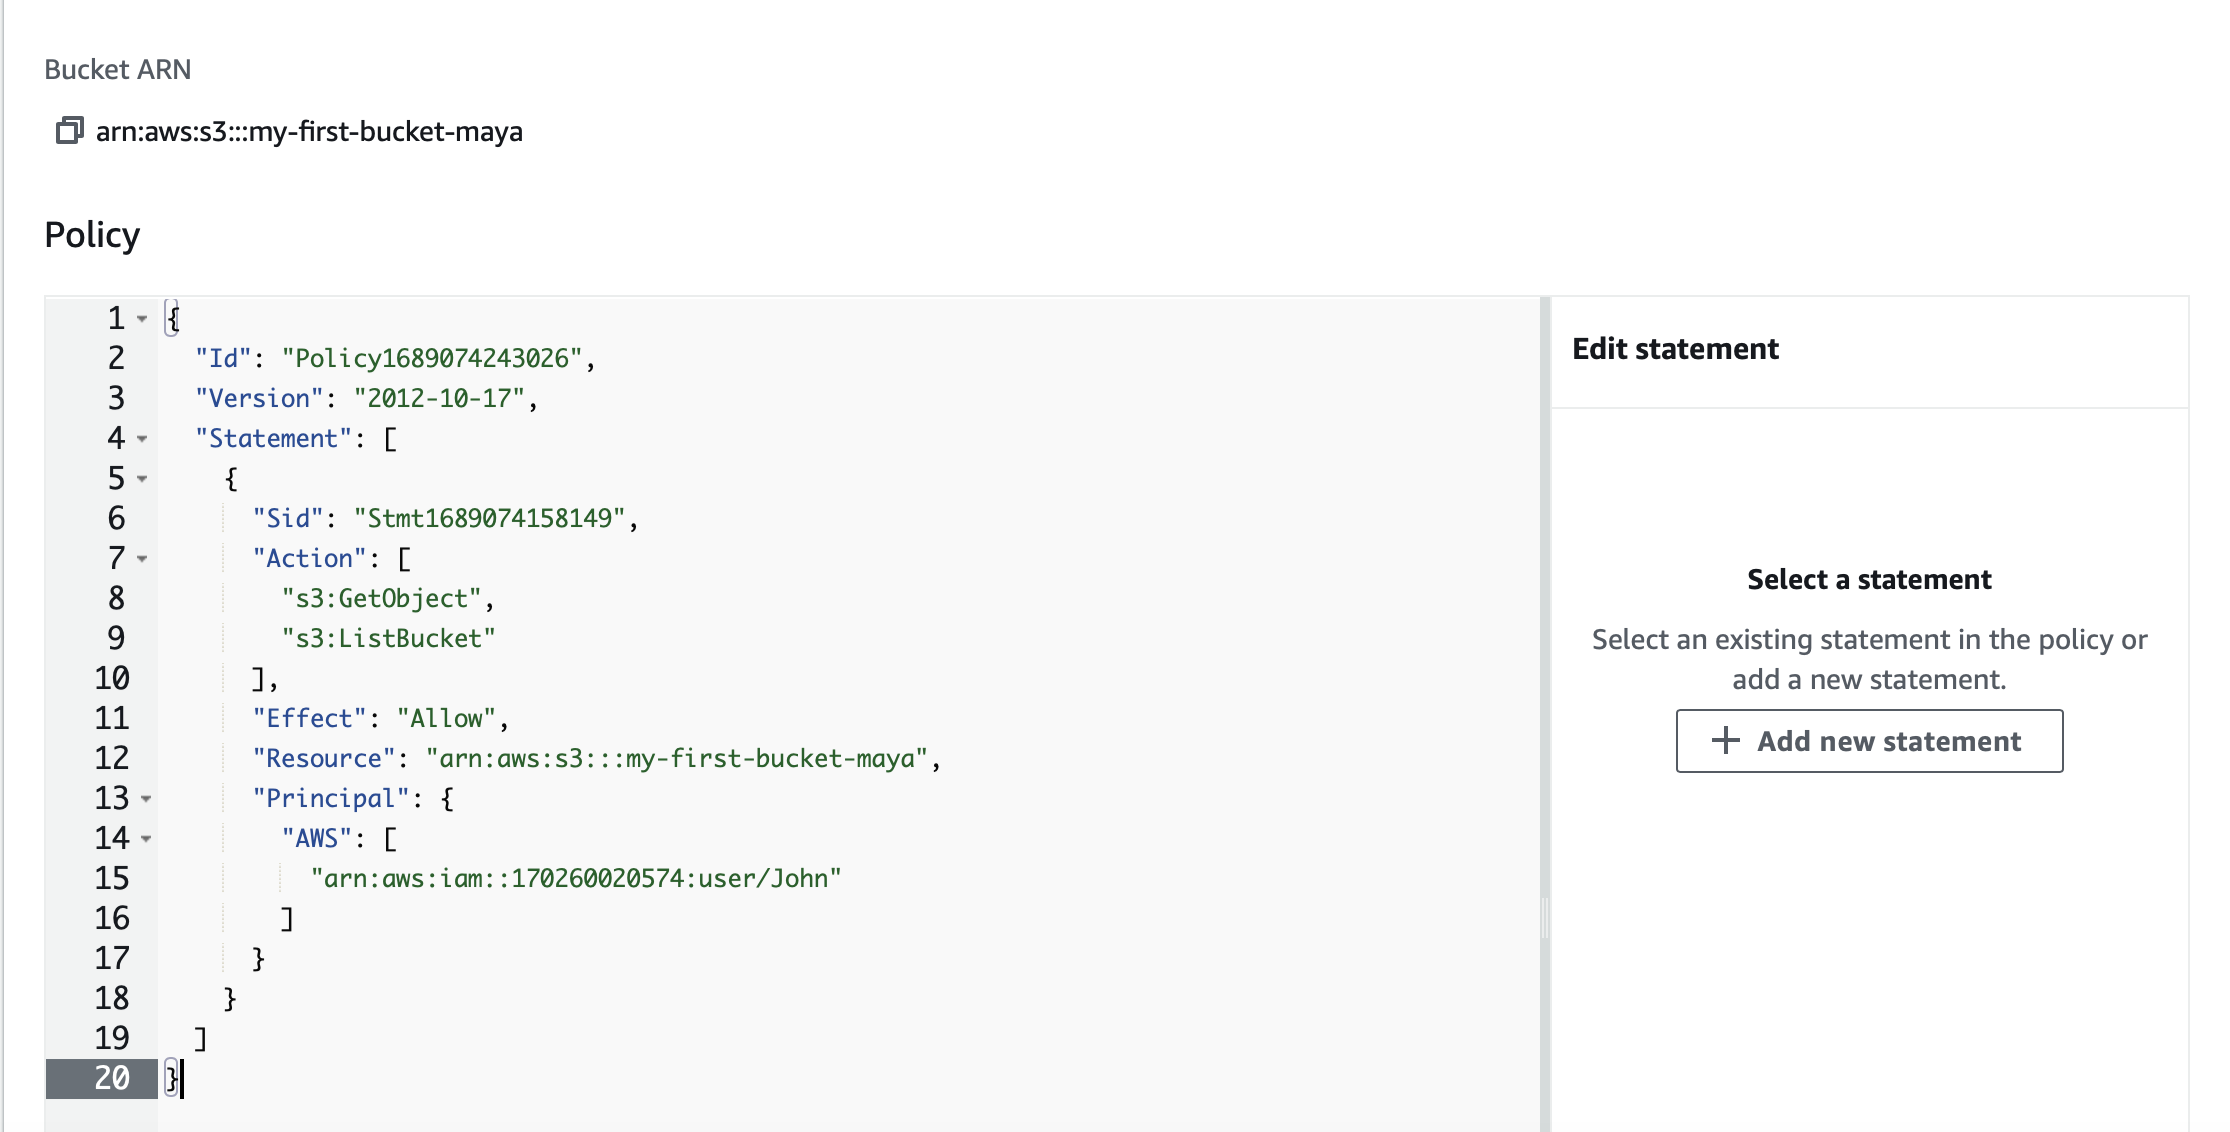 Bucket ARN
arn:aws:s3:::my-first-bucket-maya
Policy
1 {
2 "Id": "Policy1689074243026",
3 "Version": "2012-10-17",
4 "Statement": [
5 {
6 "Sid": "Stmt1689074158149",
7 "Action": [
8 "s3:GetObject",
9 "s3:ListBucket"
10 ],
11 "Effect": "Allow",
12 "Resource": "arn:aws:s3:::my-first-bucket-maya",
13 "Principal": {
14 "AWS": [
15 "arn:aws:iam::170260020574:user/John"
16 ]
17 }
18 }
19 ]
20 }
Edit statement
Select a statement
Select an existing statement in the policy or
add a new statement.
+ Add new statement